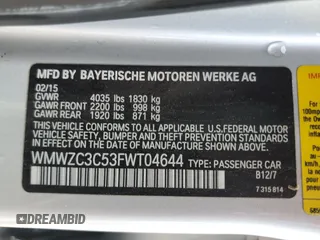 MFD BY BAYERISCHE MOTOREN WERKE AG
02/15
GVWR 4035 lbs 1830 kg
GAWR FRONT 2200 lbs 998 kg
GAWR REAR 1920 lbs 871 kg
THIS VEHICLE CONFORMS TO ALL APPLICABLE
U.S. FEDERAL MOTOR VEHICLE SAFETY, BUMPER, AND
THEFT PREVENTION STANDARDS IN EFFECT ON THE DATE
OF MANUFACTURE SHOWN ABOVE.
WMWZC3C53FWT04644 TYPE: PASSENGER CAR
B12/7
7 315 814